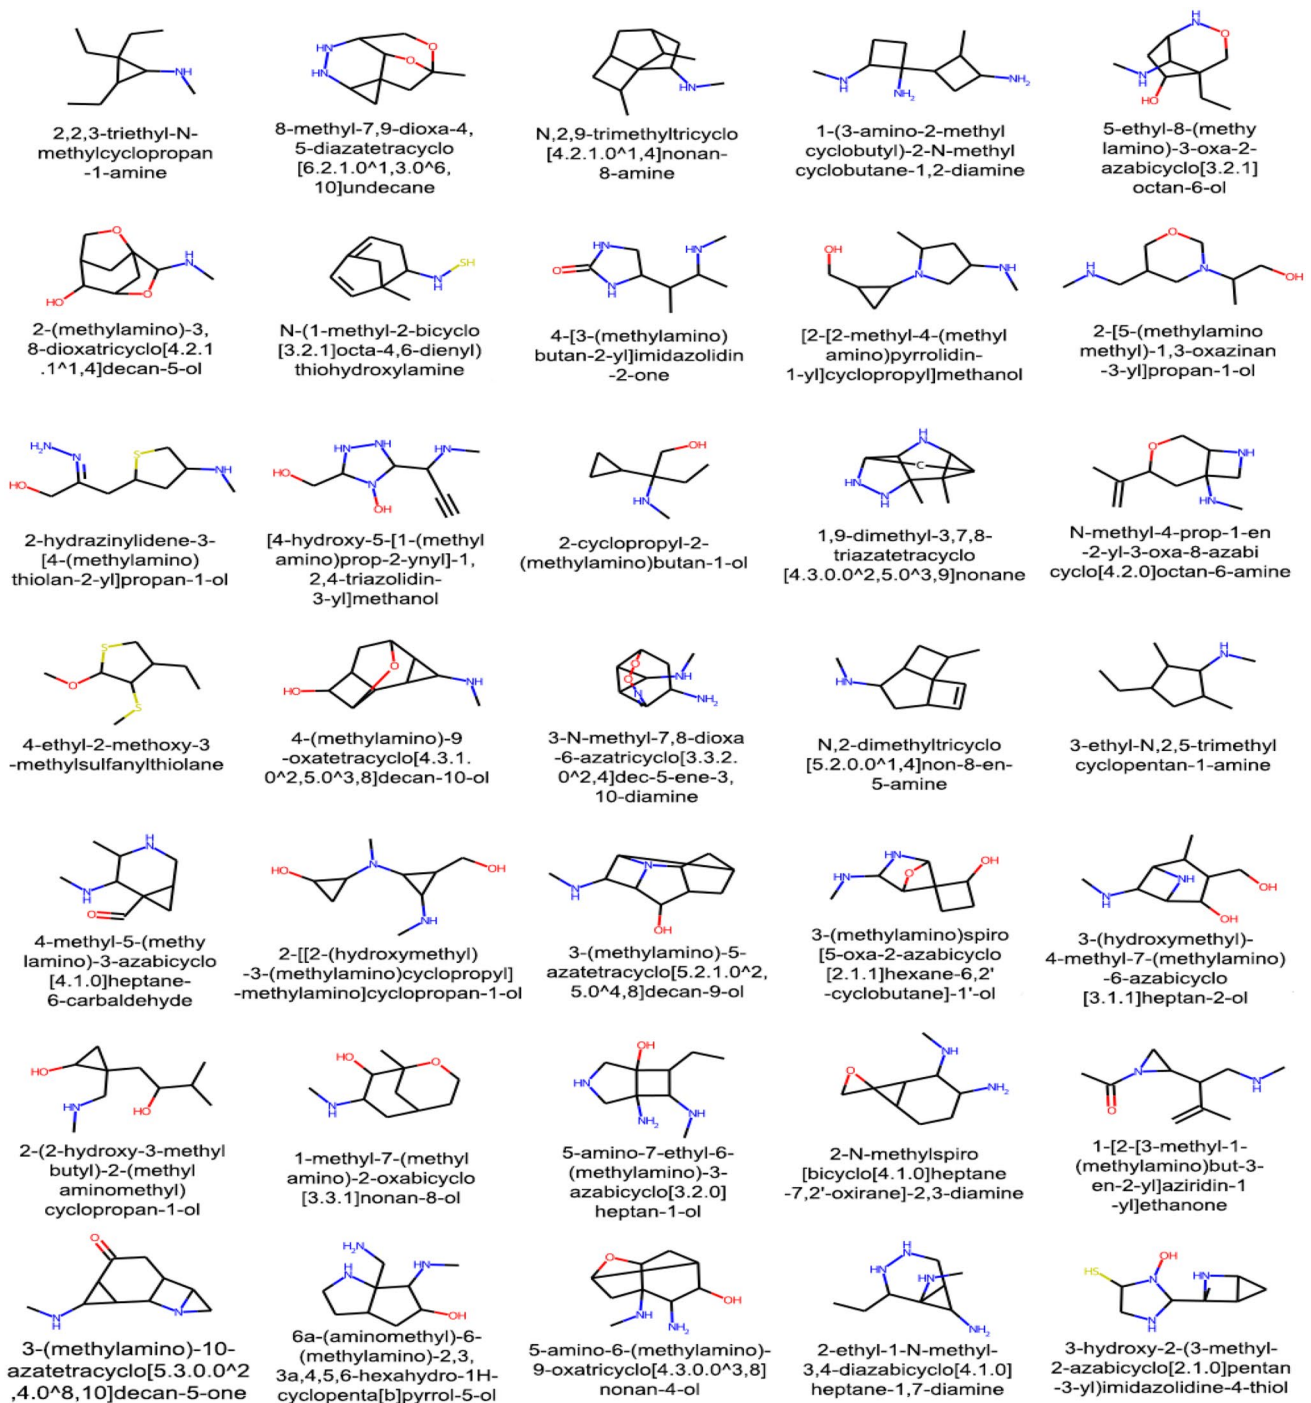 2,2,3-triethyl-N-
methylcyclopropan
-1-amine
8-methyl-7,9-dioxa-4,
5-diazatetracyclo
[6.2.1.0^1,3.0^6,
10]undecane
N,2,9-trimethyltricyclo
[4.2.1.0^1,4]nonan-
8-amine
1-(3-amino-2-methyl
cyclobutyl)-2-N-methyl
cyclobutane-1,2-diamine
5-ethyl-8-(methy
lamino)-3-oxa-2-
azabicyclo[3.2.1]
octan-6-ol
2-(methylamino)-3,
8-dioxatricyclo[4.2.1
.1^1,4]decan-5-ol
N-(1-methyl-2-bicyclo
[3.2.1]octa-4,6-dienyl)
thiohydroxylamine
4-[3-(methylamino)
butan-2-yl]imidazolidin
-2-one
[2-[2-methyl-4-(methyl
amino)pyrrolidin-
1-yl]cyclopropyl]methanol
2-[5-(methylamino
methyl)-1,3-oxazinan
-3-yl]propan-1-ol
2-hydrazinylidene-3-
[4-(methylamino)
thiolan-2-yl]propan-1-ol
[4-hydroxy-5-[1-(methyl
amino)prop-2-ynyl]-1,
2,4-triazolidin-
3-yl]methanol
2-cyclopropyl-2-
(methylamino)butan-1-ol
1,9-dimethyl-3,7,8-
triazatetracyclo
[4.3.0.0^2,5.0^3,9]nonane
N-methyl-4-prop-1-en
-2-yl-3-oxa-8-azabi
cyclo[4.2.0]octan-6-amine
4-ethyl-2-methoxy-3
-methylsulfanylthiolane
4-(methylamino)-9
-oxatetracyclo[4.3.1.
0^2,5.0^3,8]decan-10-ol
3-N-methyl-7,8-dioxa
-6-azatricyclo[3.3.2.
0^2,4]dec-5-ene-3,
10-diamine
N,2-dimethyltricyclo
[5.2.0.0^1,4]non-8-en-
5-amine
3-ethyl-N,2,5-trimethyl
cyclopentan-1-amine
4-methyl-5-(methy
lamino)-3-azabicyclo
[4.1.0]heptane-
6-carbaldehyde
2-[[2-(hydroxymethyl)
-3-(methylamino)cyclopropyl]
-methylamino]cyclopropan-1-ol
3-(methylamino)-5-
azatetracyclo[5.2.1.0^2,
5.0^4,8]decan-9-ol
3-(methylamino)spiro
[5-oxa-2-azabicyclo
[2.1.1]hexane-6,2'
-cyclobutane]-1'-ol
3-(hydroxymethyl)-
4-methyl-7-(methylamino)
-6-azabicyclo
[3.1.1]heptan-2-ol
2-(2-hydroxy-3-methyl
butyl)-2-(methyl
aminomethyl)
cyclopropan-1-ol
1-methyl-7-(methyl
amino)-2-oxabicyclo
[3.3.1]nonan-8-ol
5-amino-7-ethyl-6-
(methylamino)-3-
azabicyclo[3.2.0]
heptan-1-ol
2-N-methylspiro
[bicyclo[4.1.0]heptane
-7,2'-oxirane]-2,3-diamine
1-[2-[3-methyl-1-
(methylamino)but-3-
en-2-yl]aziridin-1
-yl]ethanone
3-(methylamino)-10-
azatetracyclo[5.3.0.0^2
,4.0^8,10]decan-5-one
6a-(aminomethyl)-6-
(methylamino)-2,3,
3a,4,5,6-hexahydro-1H-
cyclopenta[b]pyrrol-5-ol
5-amino-6-(methylamino)-
9-oxatricyclo[4.3.0.0^3,8]
nonan-4-ol
2-ethyl-1-N-methyl-
3,4-diazabicyclo[4.1.0]
heptane-1,7-diamine
3-hydroxy-2-(3-methyl-
2-azabicyclo[2.1.0]pentan
-3-yl)imidazolidine-4-thiol